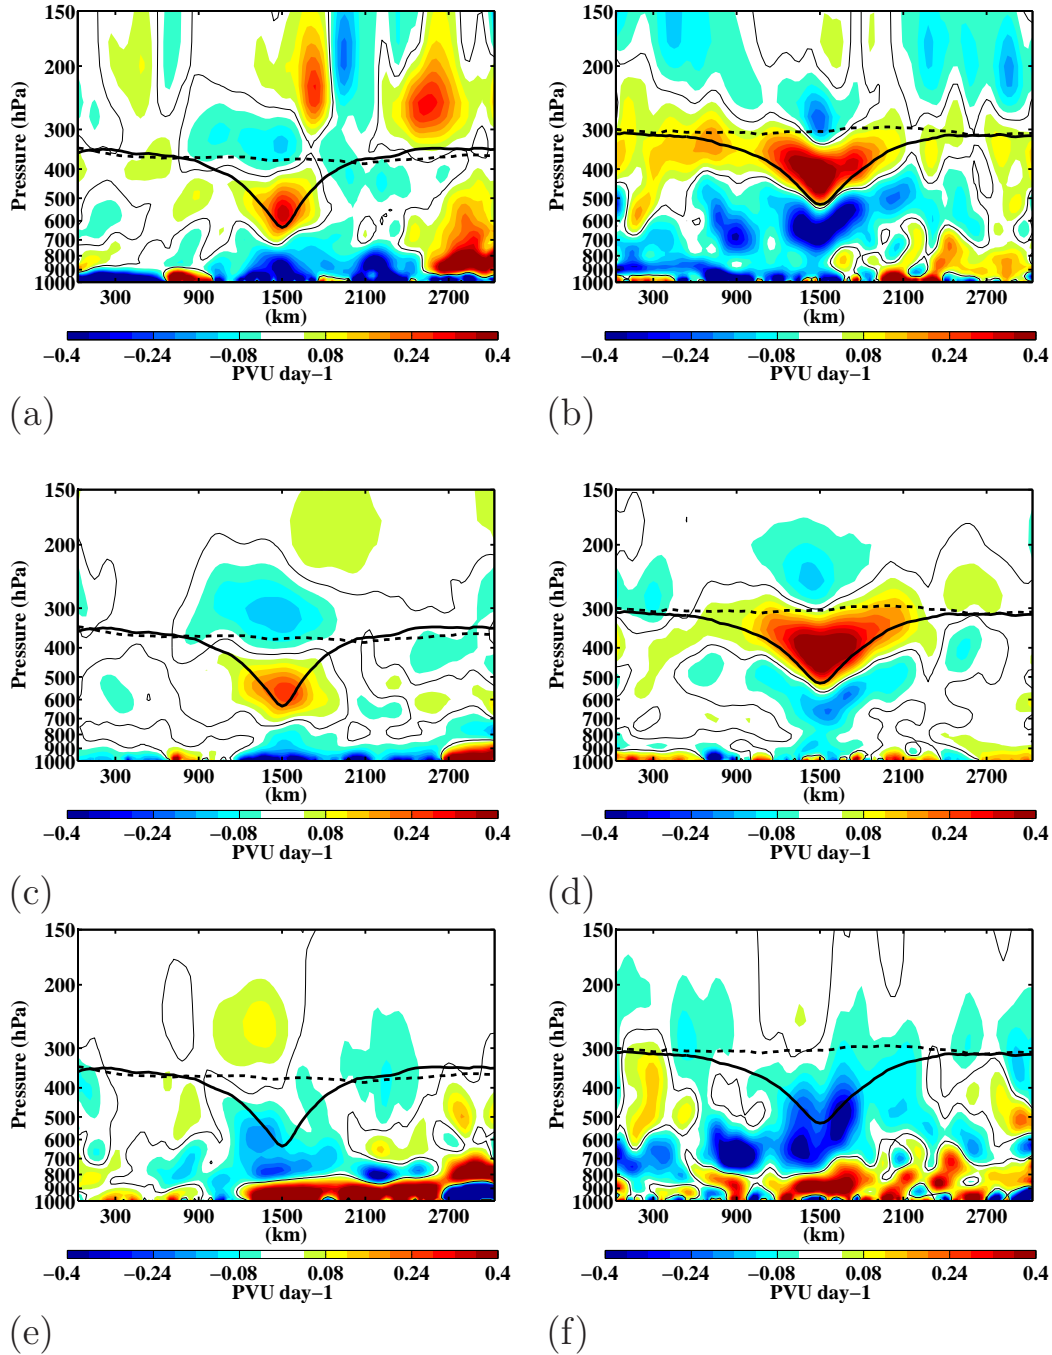 150 200 300 400 500 600 700 800 900 1000
Pressure (hPa)
300 900 1500 2100 2700
(km)
−0.4 −0.24 −0.08 0.08 0.24 0.4
PVU day−1
(a)
150 200 300 400 500 600 700 800 900 1000
Pressure (hPa)
300 900 1500 2100 2700
(km)
−0.4 −0.24 −0.08 0.08 0.24 0.4
PVU day−1
(b)
150 200 300 400 500 600 700 800 900 1000
Pressure (hPa)
300 900 1500 2100 2700
(km)
−0.4 −0.24 −0.08 0.08 0.24 0.4
PVU day−1
(c)
150 200 300 400 500 600 700 800 900 1000
Pressure (hPa)
300 900 1500 2100 2700
(km)
−0.4 −0.24 −0.08 0.08 0.24 0.4
PVU day−1
(d)
150 200 300 400 500 600 700 800 900 1000
Pressure (hPa)
300 900 1500 2100 2700
(km)
−0.4 −0.24 −0.08 0.08 0.24 0.4
PVU day−1
(e)
150 200 300 400 500 600 700 800 900 1000
Pressure (hPa)
300 900 1500 2100 2700
(km)
−0.4 −0.24 −0.08 0.08 0.24 0.4
PVU day−1
(f)